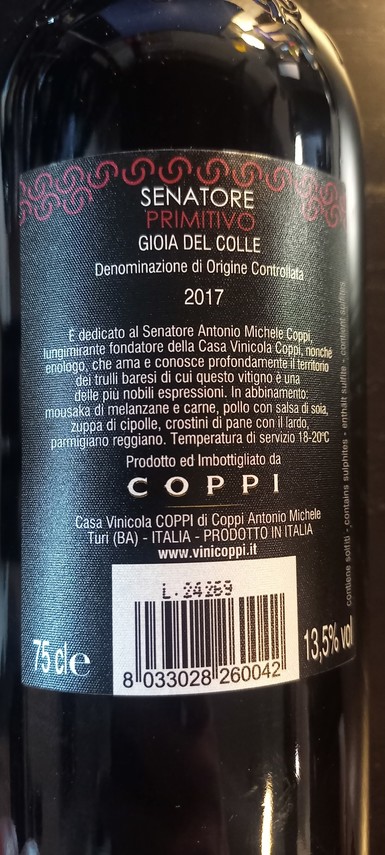 SENATORE
PRIMITIVO
GIOIA DEL COLLE
Denominazione di Origine Controllata
2017
È dedicato al Senatore Antonio Michele Coppi,
lungimirante fondatore della Casa Vinicola Coppi, nonché
enologo, che ama e conosce profondamente il territorio
dei trulli baresi di cui questo vitigno è una
delle più nobili espressioni. In abbinamento:
mousaka di melanzane e carne, pollo con salsa di soia,
zuppa di cipolle, crostini di pane con il lardo,
parmigiano reggiano. Temperatura di servizio 18-20°C
Prodotto ed Imbottigliato da
COPPI
Casa Vinicola COPPI di Coppi Antonio Michele
Turi (BA) - ITALIA - PRODOTTO IN ITALIA
www.vinicoppi.it
L.24269
75 cl e
8 033028 260042
13,5% vol
contiene solfiti - contains sulphites - enthält sulfite - contient sulfites